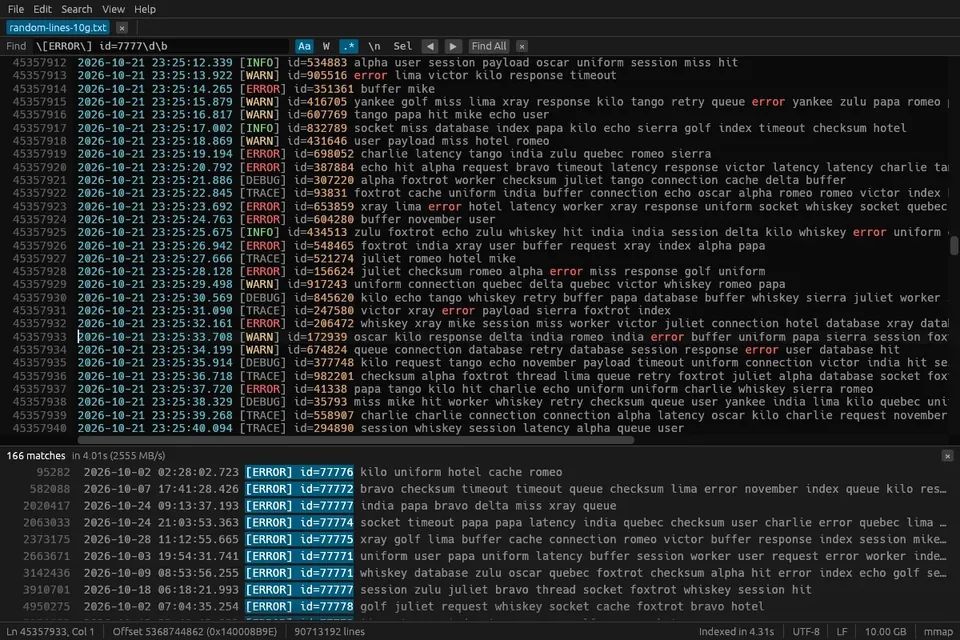 File Edit Search View Help
random-lines-10g.txt ×
Find \[ERROR\] id=7777\d\b Aa W .* \n Sel ◀ ▶ Find All ×
45357912 2026-10-21 23:25:12.339 [INFO] id=534883 alpha user session payload oscar uniform session miss hit
45357913 2026-10-21 23:25:13.922 [WARN] id=905516 error lima victor kilo response timeout
45357914 2026-10-21 23:25:14.265 [ERROR] id=351361 buffer mike
45357915 2026-10-21 23:25:15.879 [WARN] id=416705 yankee golf miss lima xray response kilo tango retry queue error yankee zulu papa romeo
45357916 2026-10-21 23:25:16.817 [WARN] id=607769 tango papa hit mike echo user
45357917 2026-10-21 23:25:17.002 [INFO] id=832789 socket miss database index papa kilo echo sierra golf index timeout checksum hotel
45357918 2026-10-21 23:25:18.869 [WARN] id=431646 user payload miss hotel romeo
45357919 2026-10-21 23:25:19.194 [ERROR] id=698052 charlie latency tango india zulu quebec romeo sierra
45357920 2026-10-21 23:25:20.792 [ERROR] id=387884 echo hit alpha request bravo timeout latency response victor latency latency charlie ta
45357921 2026-10-21 23:25:21.886 [DEBUG] id=307220 alpha foxtrot worker checksum juliet tango connection cache delta buffer
45357922 2026-10-21 23:25:22.845 [TRACE] id=93831 foxtrot cache uniform india buffer connection echo oscar alpha romeo romeo victor index
45357923 2026-10-21 23:25:23.692 [ERROR] id=653859 xray lima error hotel latency worker xray response uniform socket whiskey socket quebec
45357924 2026-10-21 23:25:24.763 [ERROR] id=604280 buffer november user
45357925 2026-10-21 23:25:25.675 [INFO] id=434513 zulu foxtrot echo zulu whiskey hit india india session delta kilo whiskey error uniform
45357926 2026-10-21 23:25:26.942 [ERROR] id=548465 foxtrot india xray user buffer request xray index alpha papa
45357927 2026-10-21 23:25:27.666 [TRACE] id=521274 juliet romeo hotel mike
45357928 2026-10-21 23:25:28.128 [ERROR] id=156624 juliet checksum romeo alpha error miss response golf uniform
45357929 2026-10-21 23:25:29.498 [WARN] id=917243 uniform connection quebec delta quebec victor whiskey romeo papa
45357930 2026-10-21 23:25:30.569 [DEBUG] id=845620 kilo echo tango whiskey retry buffer papa database buffer whiskey sierra juliet worker
45357931 2026-10-21 23:25:31.090 [TRACE] id=247580 victor xray error payload sierra foxtrot index
45357932 2026-10-21 23:25:32.161 [ERROR] id=206472 whiskey xray mike session miss worker victor juliet connection hotel database xray data
45357933 2026-10-21 23:25:33.708 [WARN] id=172939 oscar kilo response delta india romeo india error buffer uniform papa sierra session fox
45357934 2026-10-21 23:25:34.199 [WARN] id=674824 queue connection database retry database session response error user database hit
45357935 2026-10-21 23:25:35.914 [DEBUG] id=377748 kilo request tango echo november payload timeout uniform connection victor india hit se
45357936 2026-10-21 23:25:36.718 [TRACE] id=982201 checksum alpha foxtrot thread lima queue retry foxtrot juliet alpha database socket fox
45357937 2026-10-21 23:25:37.720 [ERROR] id=41338 papa tango kilo hit charlie echo uniform uniform charlie whiskey sierra romeo
45357938 2026-10-21 23:25:38.329 [DEBUG] id=35793 miss mike hit worker whiskey retry checksum queue user yankee india lima kilo quebec uni
45357939 2026-10-21 23:25:39.268 [TRACE] id=558907 charlie charlie connection connection alpha latency oscar kilo charlie request november
45357940 2026-10-21 23:25:40.094 [TRACE] id=294890 session whiskey session latency alpha queue user
166 matches in 4.01s (2555 MB/s) ×
95282 2026-10-02 02:28:02.723 [ERROR] id=77776 kilo uniform hotel cache romeo
582088 2026-10-07 17:41:28.426 [ERROR] id=77772 bravo checksum timeout timeout queue checksum lima error november index queue kilo res…
2020417 2026-10-24 09:13:37.193 [ERROR] id=77777 india papa bravo delta miss xray queue
2063033 2026-10-24 21:03:53.363 [ERROR] id=77774 socket timeout papa papa latency india quebec checksum user charlie error quebec lima …
2373175 2026-10-28 11:12:55.665 [ERROR] id=77775 xray golf lima buffer cache connection romeo victor buffer response index session mike…
2663671 2026-10-03 19:54:31.741 [ERROR] id=77771 uniform user papa uniform latency buffer session worker user request error worker inde…
3142436 2026-10-09 08:53:56.255 [ERROR] id=77771 whiskey database zulu oscar quebec foxtrot checksum alpha hit error index echo golf se…
3910701 2026-10-18 06:18:21.993 [ERROR] id=77777 session zulu juliet bravo thread socket foxtrot whiskey session hit
4950275 2026-10-02 07:04:35.254 [ERROR] id=77778 golf juliet request whiskey socket cache foxtrot bravo hotel
Ln 45357933, Col 1 Offset 5368744862 (0x140008B9E) 90713192 lines Indexed in 4.31s UTF-8 LF 10.00 GB mmap